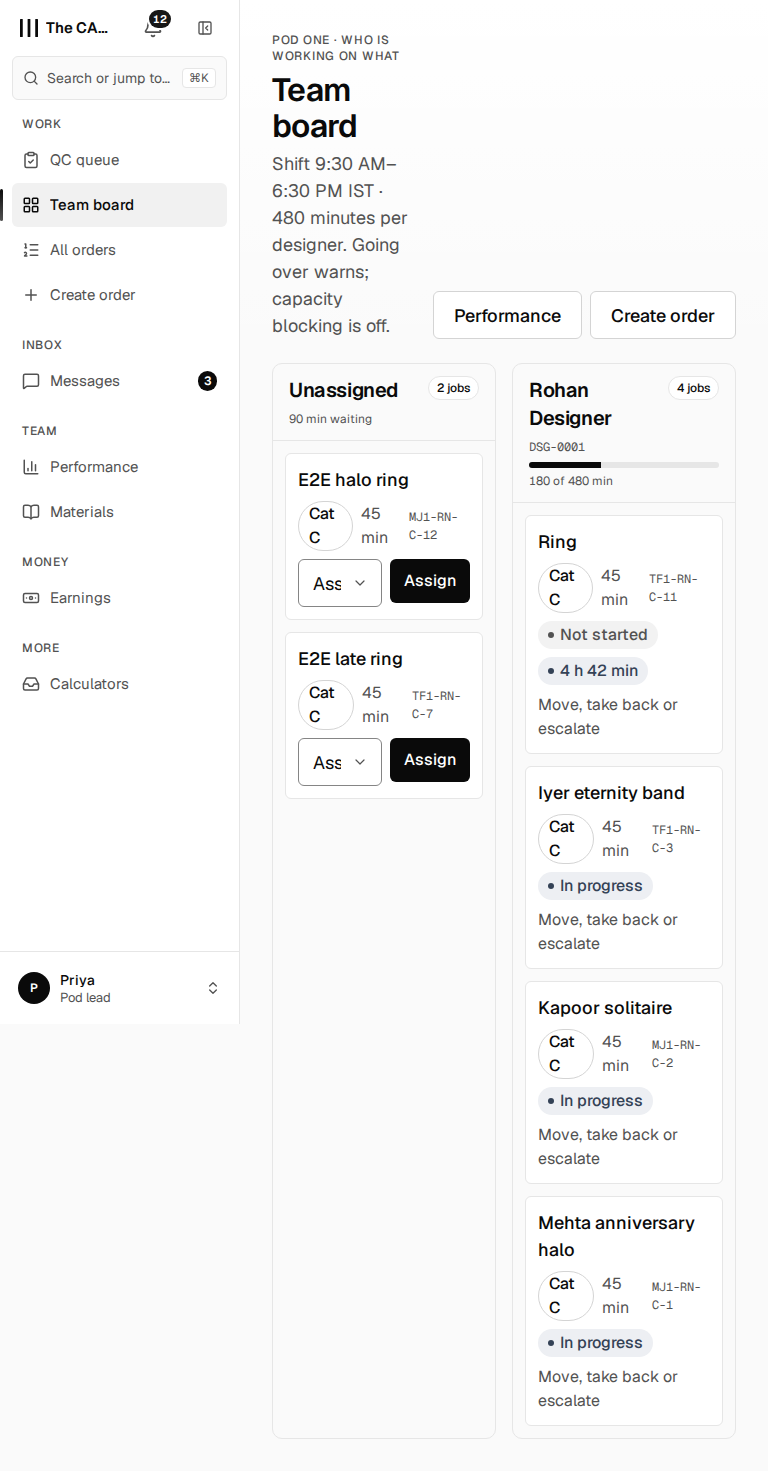 The CA...
12
Search or jump to... ⌘K
WORK
QC queue
Team board
All orders
Create order
INBOX
Messages 3
TEAM
Performance
Materials
MONEY
Earnings
MORE
Calculators
P
Priya
Pod lead
POD ONE · WHO IS
WORKING ON WHAT
Team
board
Shift 9:30 AM–
6:30 PM IST ·
480 minutes per
designer. Going
over warns;
capacity
blocking is off.
Performance
Create order
Unassigned 2 jobs
90 min waiting
E2E halo ring
Cat
C
45
min
MJ1-RN-
C-12
Ass
Assign
E2E late ring
Cat
C
45
min
TF1-RN-
C-7
Ass
Assign
Rohan
Designer
4 jobs
DSG-0001
180 of 480 min
Ring
Cat
C
45
min
TF1-RN-
C-11
Not started
4 h 42 min
Move, take back or
escalate
Iyer eternity band
Cat
C
45
min
TF1-RN-
C-3
In progress
Move, take back or
escalate
Kapoor solitaire
Cat
C
45
min
MJ1-RN-
C-2
In progress
Move, take back or
escalate
Mehta anniversary
halo
Cat
C
45
min
MJ1-RN-
C-1
In progress
Move, take back or
escalate